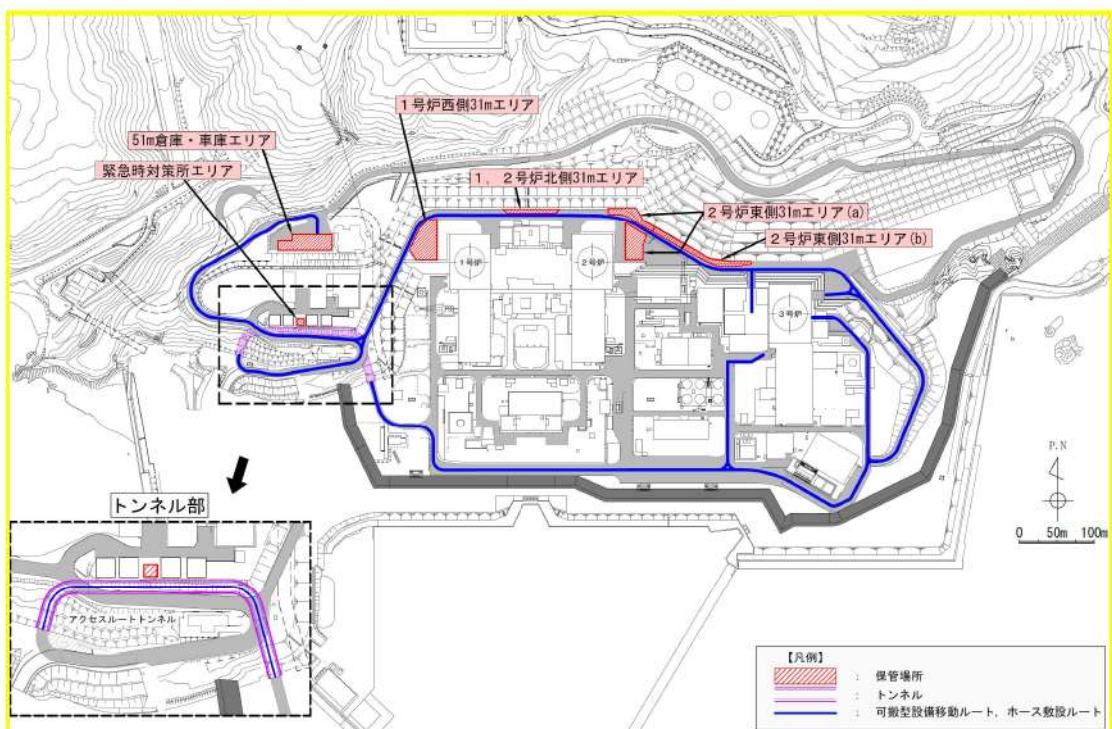 １号炉西側31mエリア
51m倉庫・車庫エリア
緊急時対策所エリア
１，２号炉北側31mエリア
２号炉東側31mエリア(a)
２号炉東側31mエリア(b)
１号炉
２号炉
３号炉
P.N
0 50m 100m
トンネル部
アクセスルートトンネル
【凡例】
： 保管場所
： トンネル
： 可搬型設備移動ルート，ホース敷設ルート